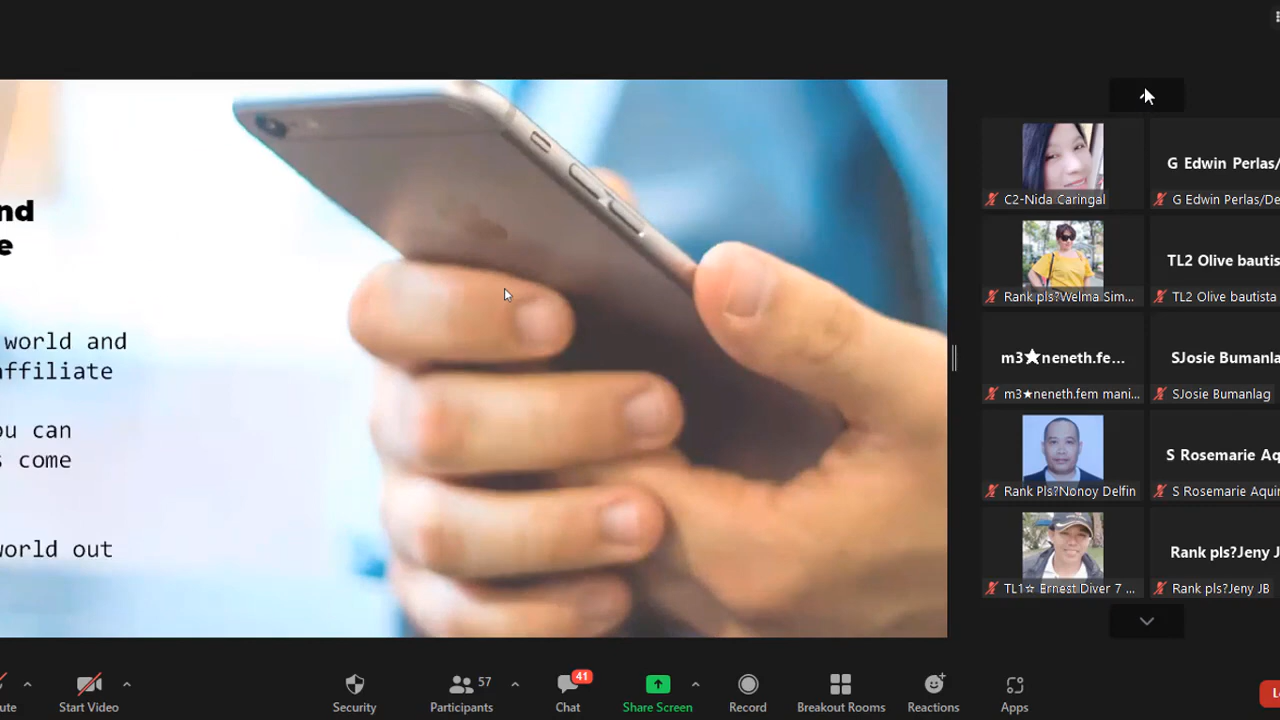 nd
e
world and
affiliate
ou can
s come
world out
C2-Nida Caringal
G Edwin Perlas/
G Edwin Perlas/De
Rank pls?Welma Sim...
TL2 Olive bautis
TL2 Olive bautista
m3★neneth.fe...
m3★neneth.fem mani...
SJosie Bumanla
SJosie Bumanlag
Rank Pls?Nonoy Delfin
S Rosemarie Aq
S Rosemarie Aquin
TL1☆ Ernest Diver 7 ...
Rank pls?Jeny J
Rank pls?Jeny JB
ute
Start Video
Security
57
Participants
41
Chat
Share Screen
Record
Breakout Rooms
Reactions
Apps
Le